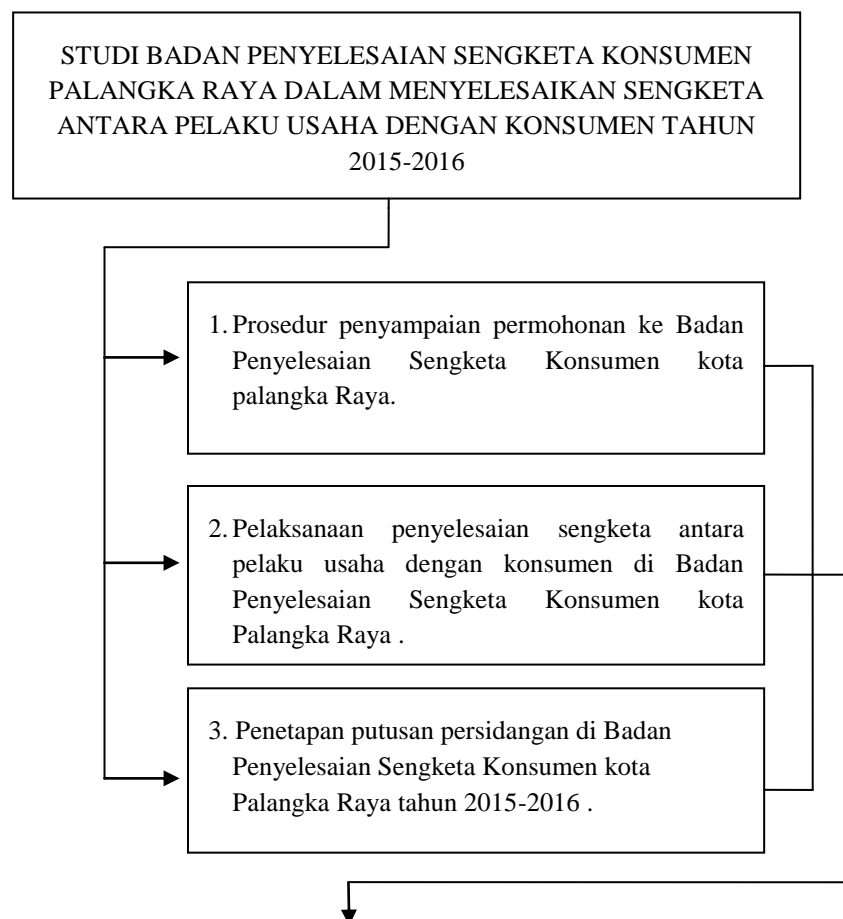 STUDI BADAN PENYELESAIAN SENGKETA KONSUMEN
PALANGKA RAYA DALAM MENYELESAIKAN SENGKETA
ANTARA PELAKU USAHA DENGAN KONSUMEN TAHUN
2015-2016
1. Prosedur penyampaian permohonan ke Badan
Penyelesaian Sengketa Konsumen kota
palangka Raya.
2. Pelaksanaan penyelesaian sengketa antara
pelaku usaha dengan konsumen di Badan
Penyelesaian Sengketa Konsumen kota
Palangka Raya .
3. Penetapan putusan persidangan di Badan
Penyelesaian Sengketa Konsumen kota
Palangka Raya tahun 2015-2016 .